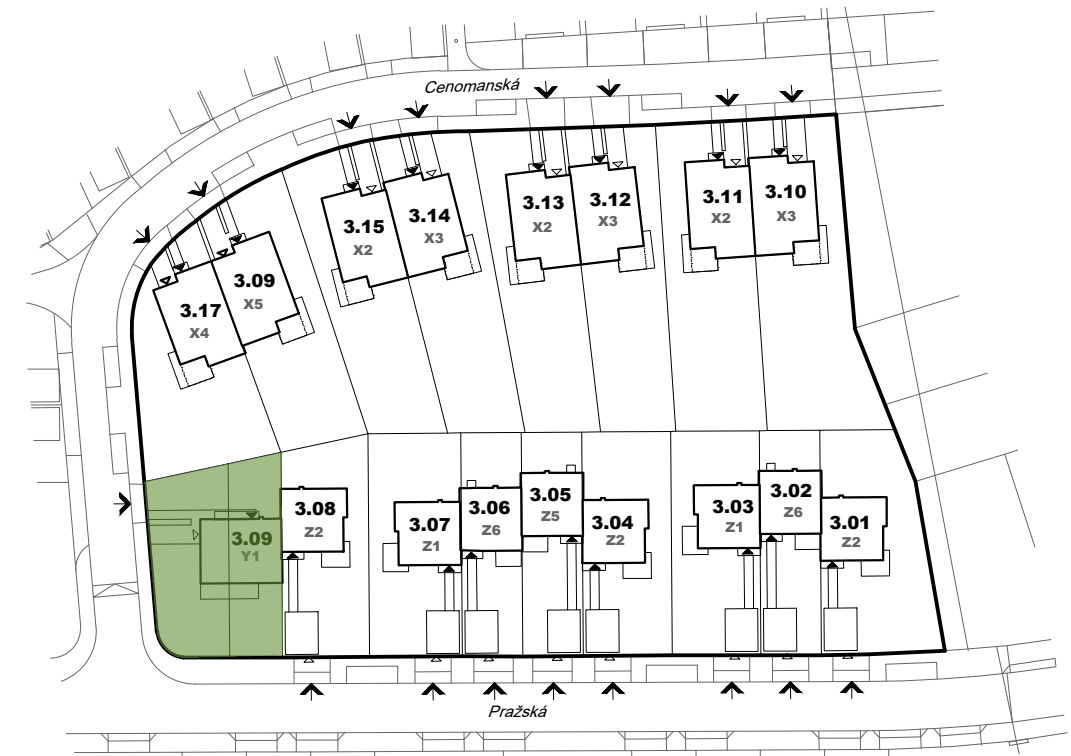 Cenomanská
3.13
X2
3.12
X3
3.11
X2
3.10
X3
3.15
X2
3.14
X3
3.17
X4
3.09
X5
3.09
Y1
3.08
Z2
3.07
Z1
3.06
Z6
3.05
Z5
3.04
Z2
3.03
Z1
3.02
Z6
3.01
Z2
Pražská